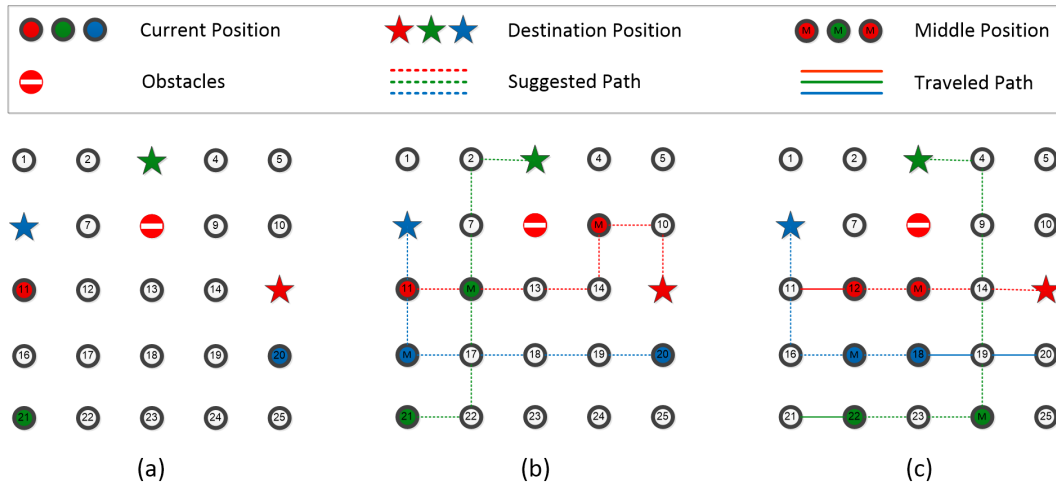 Current Position
Destination Position
M M M Middle Position
Obstacles
Suggested Path
Traveled Path
1 2 4 5
7 9 10
11 12 13 14
16 17 18 19 20
21 22 23 24 25
(a)
1 2 4 5
7 M 10
11 M 13 14
M 17 18 19 20
21 22 23 24 25
(b)
1 2 4 5
7 9 10
11 12 M 14
16 M 18 19 20
21 22 23 M 25
(c)